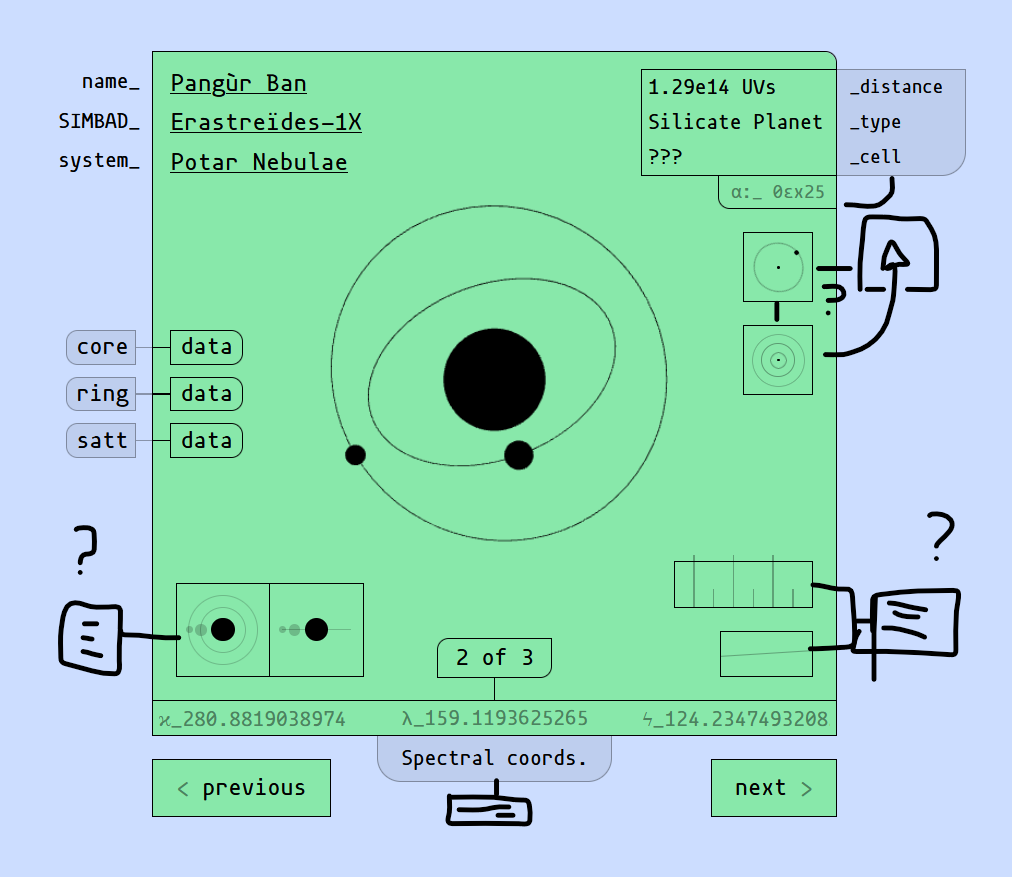 name_ Pangùr Ban
SIMBAD_ Erastreïdes-1X
system_ Potar Nebulae
1.29e14 UVs _distance
Silicate Planet _type
??? _cell
α:_ 0εx25
?
core data
ring data
satt data
?
?
2 of 3
ϰ_280.8819038974 λ_159.1193625265 ϟ_124.2347493208
Spectral coords.
< previous next >